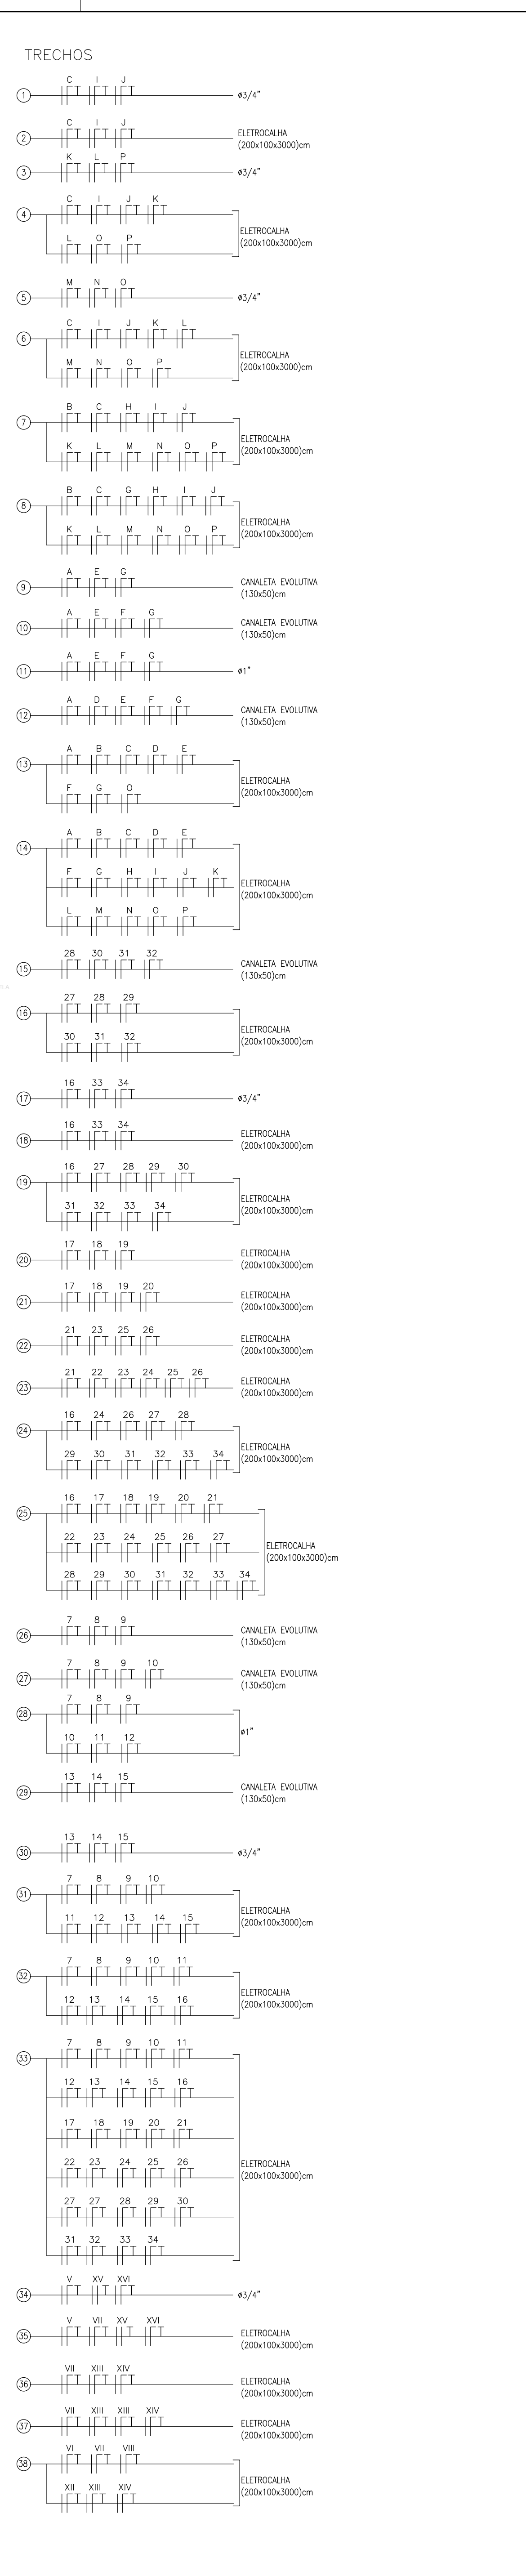 TRECHOS
C I J
1 ø3/4"
C I J
2 ELETROCALHA
(200x100x3000)cm
K L P
3 ø3/4"
C I J K
4
L O P
ELETROCALHA
(200x100x3000)cm
M N O
5 ø3/4"
C I J K L
6
M N O P
ELETROCALHA
(200x100x3000)cm
B C H I J
7
K L M N O P
ELETROCALHA
(200x100x3000)cm
B C G H I J
8
K L M N O P
ELETROCALHA
(200x100x3000)cm
A E G
9 CANALETA EVOLUTIVA
(130x50)cm
A E F G
10 CANALETA EVOLUTIVA
(130x50)cm
A E F G
11 ø1"
A D E F G
12 CANALETA EVOLUTIVA
(130x50)cm
A B C D E
13
F G O
ELETROCALHA
(200x100x3000)cm
A B C D E
14
F G H I J K
L M N O P
ELETROCALHA
(200x100x3000)cm
28 30 31 32
15 CANALETA EVOLUTIVA
(130x50)cm
27 28 29
16
30 31 32
ELETROCALHA
(200x100x3000)cm
16 33 34
17 ø3/4"
16 33 34
18 ELETROCALHA
(200x100x3000)cm
16 27 28 29 30
19
31 32 33 34
ELETROCALHA
(200x100x3000)cm
17 18 19
20 ELETROCALHA
(200x100x3000)cm
17 18 19 20
21 ELETROCALHA
(200x100x3000)cm
21 23 25 26
22 ELETROCALHA
(200x100x3000)cm
21 22 23 24 25 26
23 ELETROCALHA
(200x100x3000)cm
16 24 26 27 28
24
29 30 31 32 33 34
ELETROCALHA
(200x100x3000)cm
16 17 18 19 20 21
25
22 23 24 25 26 27
28 29 30 31 32 33 34
ELETROCALHA
(200x100x3000)cm
7 8 9
26 CANALETA EVOLUTIVA
(130x50)cm
7 8 9 10
27 CANALETA EVOLUTIVA
(130x50)cm
7 8 9
28
10 11 12
ø1"
13 14 15
29 CANALETA EVOLUTIVA
(130x50)cm
13 14 15
30 ø3/4"
7 8 9 10
31
11 12 13 14 15
ELETROCALHA
(200x100x3000)cm
7 8 9 10 11
32
12 13 14 15 16
ELETROCALHA
(200x100x3000)cm
7 8 9 10 11
33
12 13 14 15 16
17 18 19 20 21
22 23 24 25 26
27 27 28 29 30
31 32 33 34
ELETROCALHA
(200x100x3000)cm
V XV XVI
34 ø3/4"
V VII XV XVI
35 ELETROCALHA
(200x100x3000)cm
VII XIII XIV
36 ELETROCALHA
(200x100x3000)cm
VII XIII XIII XIV
37 ELETROCALHA
(200x100x3000)cm
VI VII VIII
38
XII XIII XIV
ELETROCALHA
(200x100x3000)cm